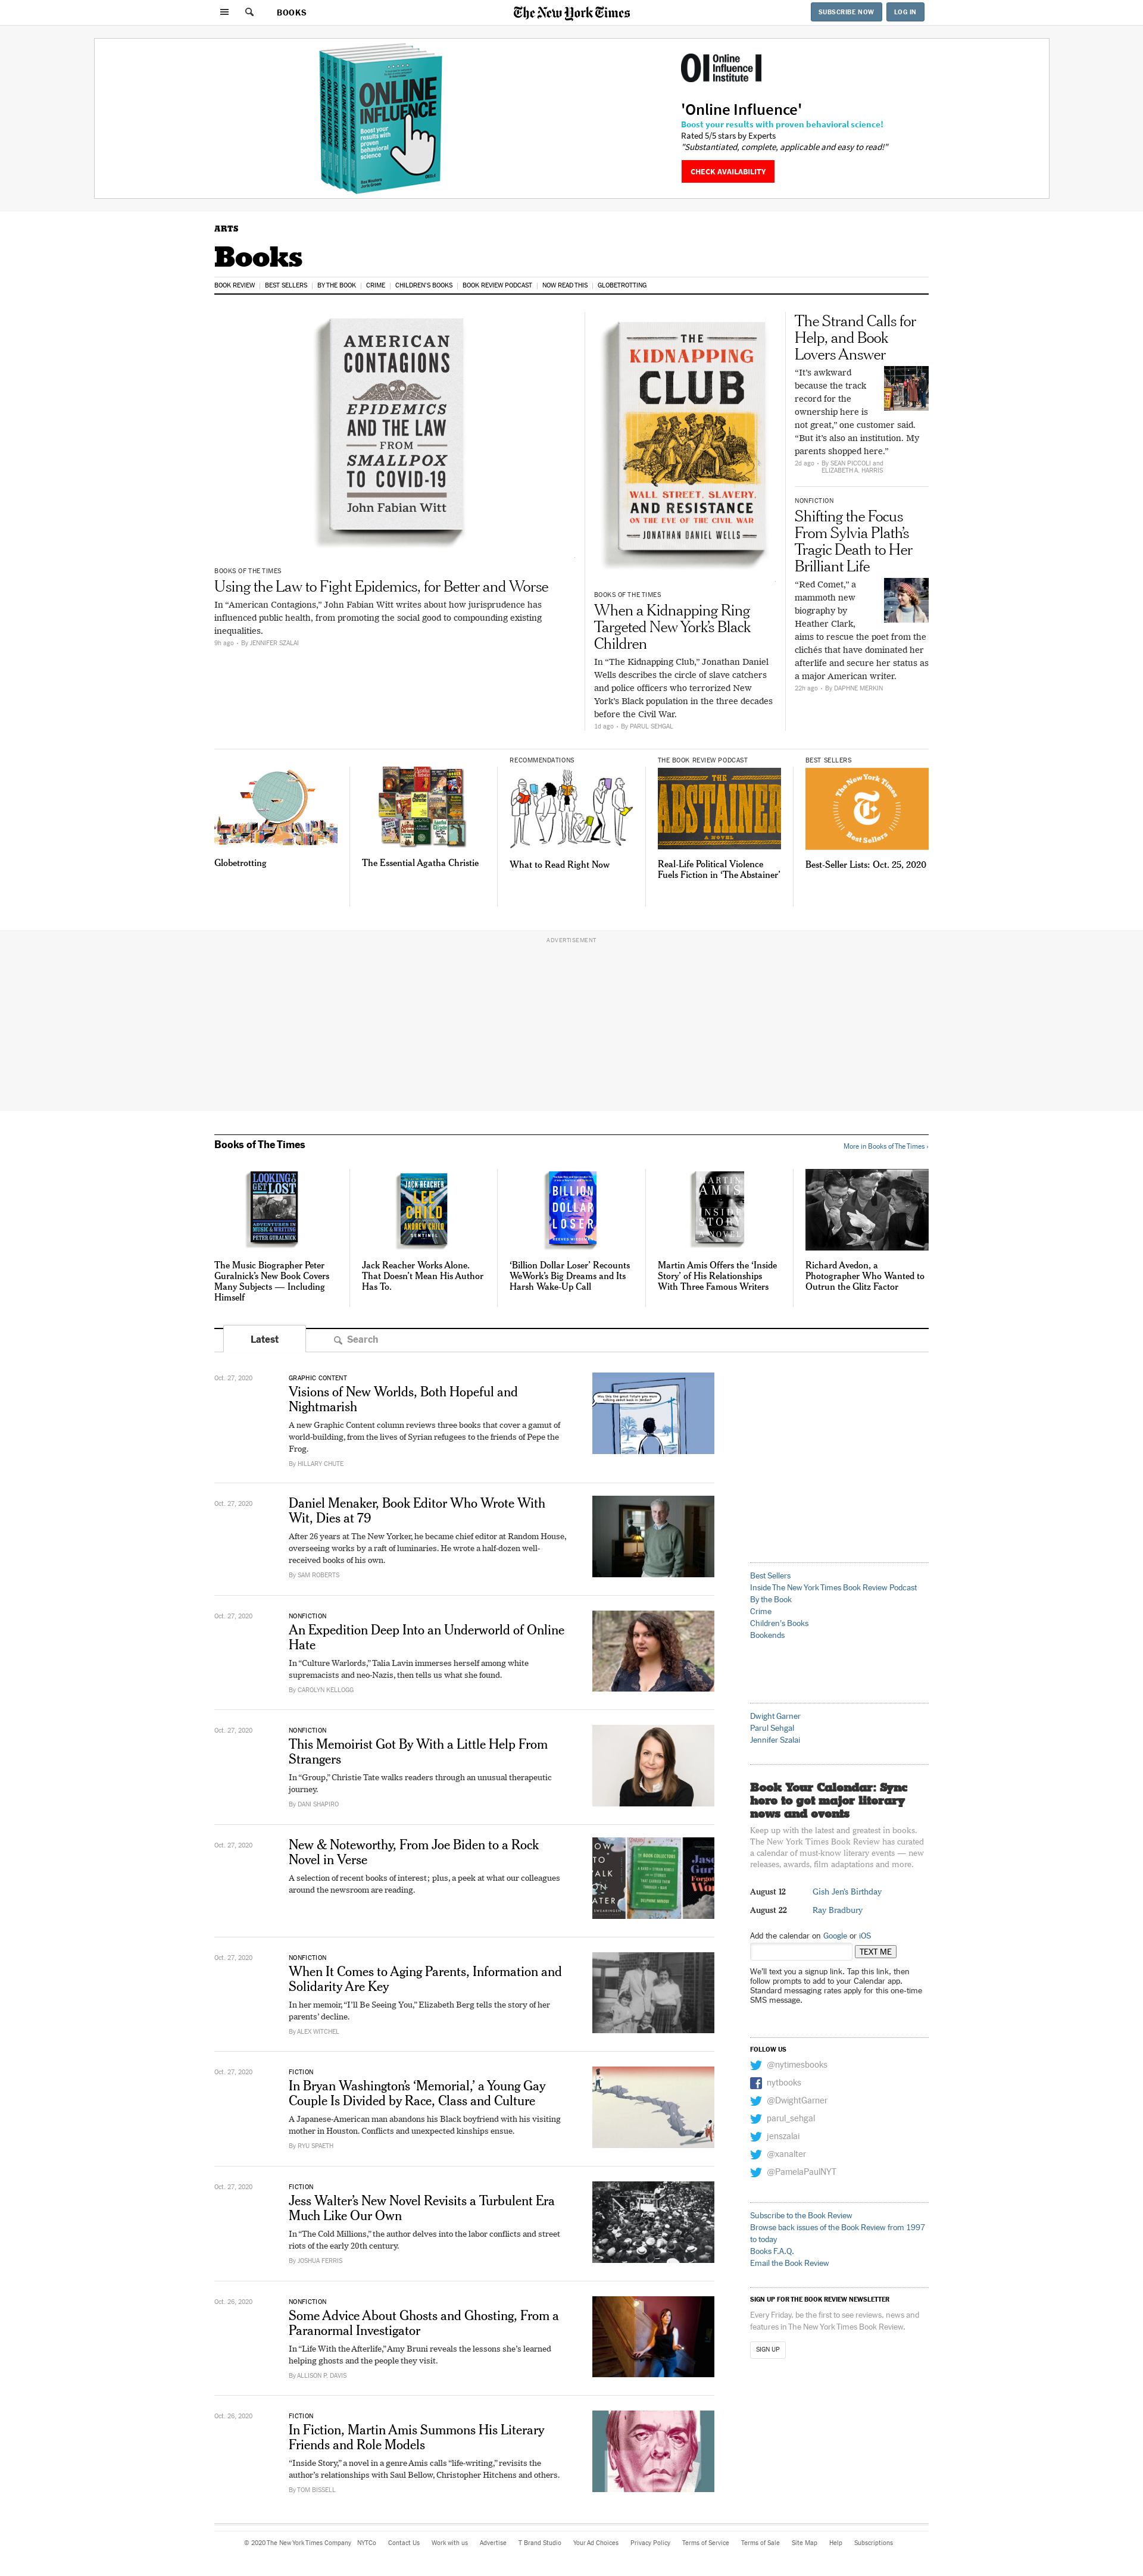 BOOKS
The New York Times
SUBSCRIBE NOW
LOG IN
ONLINE
INFLUENCE
Boost your
results with
proven
behavioral
science!
OI Online
Influence
Institute
'Online Influence'
Boost your results with proven behavioral science!
Rated 5/5 stars by Experts
"Substantiated, complete, applicable and easy to read!"
CHECK AVAILABILITY
ARTS
Books
BOOK REVIEW
BEST SELLERS
BY THE BOOK
CRIME
CHILDREN'S BOOKS
BOOK REVIEW PODCAST
NOW READ THIS
GLOBETROTTING
AMERICAN
CONTAGIONS
EPIDEMICS
AND THE LAW
FROM
SMALLPOX
TO COVID-19
John Fabian Witt
BOOKS OF THE TIMES
Using the Law to Fight Epidemics, for Better and Worse
In “American Contagions,” John Fabian Witt writes about how jurisprudence has
influenced public health, from promoting the social good to compounding existing
inequalities.
9h ago · By JENNIFER SZALAI
THE
KIDNAPPING
CLUB
WALL STREET, SLAVERY,
AND RESISTANCE
ON THE EVE OF THE CIVIL WAR
JONATHAN DANIEL WELLS
BOOKS OF THE TIMES
When a Kidnapping Ring
Targeted New York’s Black
Children
In “The Kidnapping Club,” Jonathan Daniel
Wells describes the circle of slave catchers
and police officers who terrorized New
York’s Black population in the three decades
before the Civil War.
1d ago · By PARUL SEHGAL
The Strand Calls for
Help, and Book
Lovers Answer
“It’s awkward
because the track
record for the
ownership here is
not great,” one customer said.
“But it’s also an institution. My
parents shopped here.”
2d ago · By SEAN PICCOLI and
ELIZABETH A. HARRIS
NONFICTION
Shifting the Focus
From Sylvia Plath’s
Tragic Death to Her
Brilliant Life
“Red Comet,” a
mammoth new
biography by
Heather Clark,
aims to rescue the poet from the
clichés that have dominated her
afterlife and secure her status as
a major American writer.
22h ago · By DAPHNE MERKIN
Globetrotting
The Essential Agatha Christie
RECOMMENDATIONS
What to Read Right Now
THE BOOK REVIEW PODCAST
THE
ABSTAINER
A NOVEL
Real-Life Political Violence
Fuels Fiction in ‘The Abstainer’
BEST SELLERS
The New York Times
Best Sellers
Best-Seller Lists: Oct. 25, 2020
ADVERTISEMENT
Books of The Times
More in Books of The Times ›
LOOKING TO
GET LOST
ADVENTURES IN
MUSIC & WRITING
PETER GURALNICK
The Music Biographer Peter
Guralnick’s New Book Covers
Many Subjects — Including
Himself
JACK REACHER
LEE
CHILD
ANDREW CHILD
SENTINEL
Jack Reacher Works Alone.
That Doesn’t Mean His Author
Has To.
BILLION
DOLLAR
LOSER
‘Billion Dollar Loser’ Recounts
WeWork’s Big Dreams and Its
Harsh Wake-Up Call
MARTIN
AMIS
INSIDE
STORY
Martin Amis Offers the ‘Inside
Story’ of His Relationships
With Three Famous Writers
Richard Avedon, a
Photographer Who Wanted to
Outrun the Glitz Factor
Latest
Search
Oct. 27, 2020
GRAPHIC CONTENT
Visions of New Worlds, Both Hopeful and
Nightmarish
A new Graphic Content column reviews three books that cover a gamut of
world-building, from the lives of Syrian refugees to the friends of Pepe the
Frog.
By HILLARY CHUTE
Oct. 27, 2020
Daniel Menaker, Book Editor Who Wrote With
Wit, Dies at 79
After 26 years at The New Yorker, he became chief editor at Random House,
overseeing works by a raft of luminaries. He wrote a half-dozen well-
received books of his own.
By SAM ROBERTS
Oct. 27, 2020
NONFICTION
An Expedition Deep Into an Underworld of Online
Hate
In “Culture Warlords,” Talia Lavin immerses herself among white
supremacists and neo-Nazis, then tells us what she found.
By CAROLYN KELLOGG
Oct. 27, 2020
NONFICTION
This Memoirist Got By With a Little Help From
Strangers
In “Group,” Christie Tate walks readers through an unusual therapeutic
journey.
By DANI SHAPIRO
Oct. 27, 2020
New & Noteworthy, From Joe Biden to a Rock
Novel in Verse
A selection of recent books of interest; plus, a peek at what our colleagues
around the newsroom are reading.
Oct. 27, 2020
NONFICTION
When It Comes to Aging Parents, Information and
Solidarity Are Key
In her memoir, “I’ll Be Seeing You,” Elizabeth Berg tells the story of her
parents’ decline.
By ALEX WITCHEL
Oct. 27, 2020
FICTION
In Bryan Washington’s ‘Memorial,’ a Young Gay
Couple Is Divided by Race, Class and Culture
A Japanese-American man abandons his Black boyfriend with his visiting
mother in Houston. Conflicts and unexpected kinships ensue.
By RYU SPAETH
Oct. 27, 2020
FICTION
Jess Walter’s New Novel Revisits a Turbulent Era
Much Like Our Own
In “The Cold Millions,” the author delves into the labor conflicts and street
riots of the early 20th century.
By JOSHUA FERRIS
Oct. 26, 2020
NONFICTION
Some Advice About Ghosts and Ghosting, From a
Paranormal Investigator
In “Life With the Afterlife,” Amy Bruni reveals the lessons she’s learned
helping ghosts and the people they visit.
By ALLISON P. DAVIS
Oct. 26, 2020
FICTION
In Fiction, Martin Amis Summons His Literary
Friends and Role Models
“Inside Story,” a novel in a genre Amis calls “life-writing,” revisits the
author’s relationships with Saul Bellow, Christopher Hitchens and others.
By TOM BISSELL
Best Sellers
Inside The New York Times Book Review Podcast
By the Book
Crime
Children's Books
Bookends
Dwight Garner
Parul Sehgal
Jennifer Szalai
Book Your Calendar: Sync
here to get major literary
news and events
Keep up with the latest and greatest in books.
The New York Times Book Review has curated
a calendar of must-know literary events — new
releases, awards, film adaptations and more.
August 12 Gish Jen's Birthday
August 22 Ray Bradbury
Add the calendar on Google or iOS
TEXT ME
We'll text you a signup link. Tap this link, then
follow prompts to add to your Calendar app.
Standard messaging rates apply for this one-time
SMS message.
FOLLOW US
@nytimesbooks
nytbooks
@DwightGarner
parul_sehgal
jenszalai
@xanalter
@PamelaPaulNYT
Subscribe to the Book Review
Browse back issues of the Book Review from 1997
to today
Books F.A.Q.
Email the Book Review
SIGN UP FOR THE BOOK REVIEW NEWSLETTER
Every Friday, be the first to see reviews, news and
features in The New York Times Book Review.
SIGN UP
© 2020 The New York Times Company NYTCo Contact Us Work with us Advertise T Brand Studio Your Ad Choices Privacy Policy Terms of Service Terms of Sale Site Map Help Subscriptions